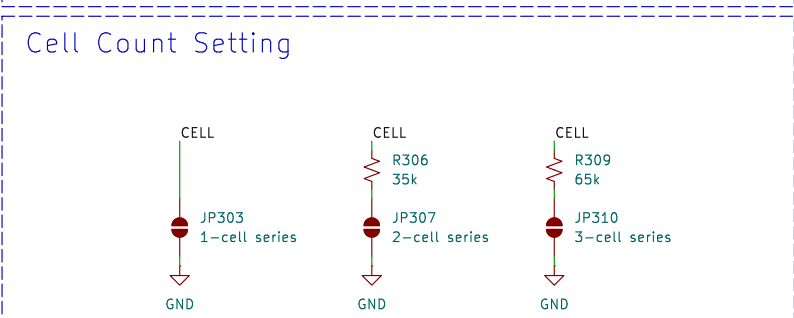 Cell Count Setting
CELL
CELL
CELL
R306
35k
R309
65k
JP303
1-cell series
JP307
2-cell series
JP310
3-cell series
GND
GND
GND